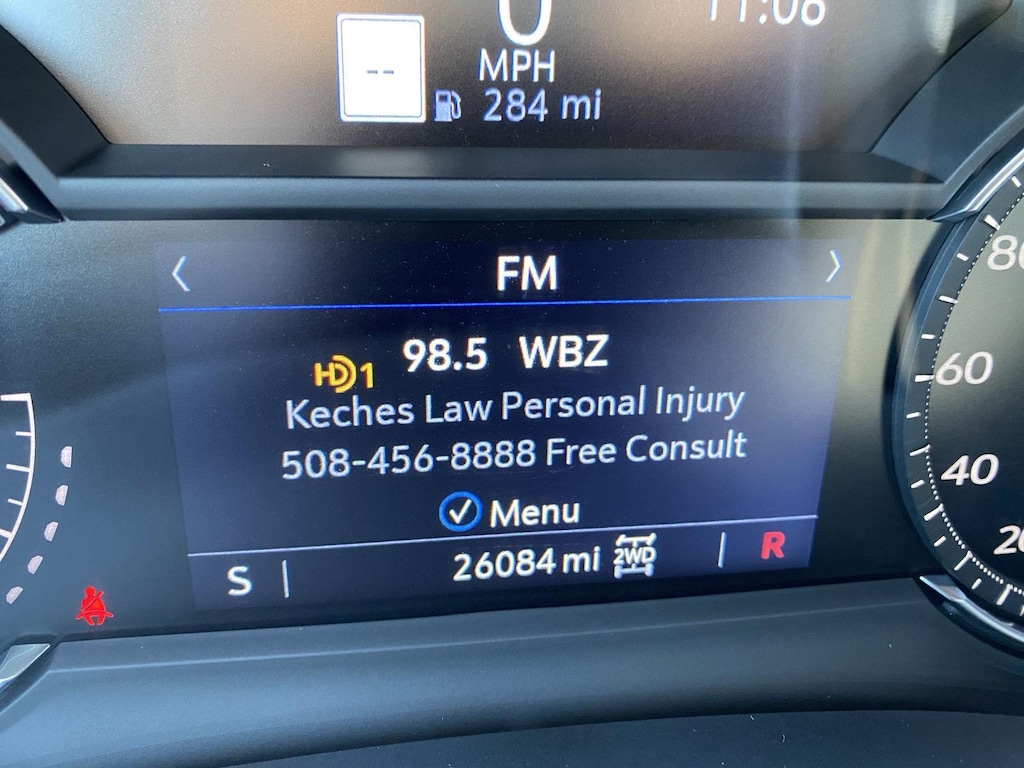 0
11:06
--
MPH
284 mi
FM
HD1 98.5 WBZ
Keches Law Personal Injury
508-456-8888 Free Consult
Menu
S
26084 mi 2WD
R
60
40